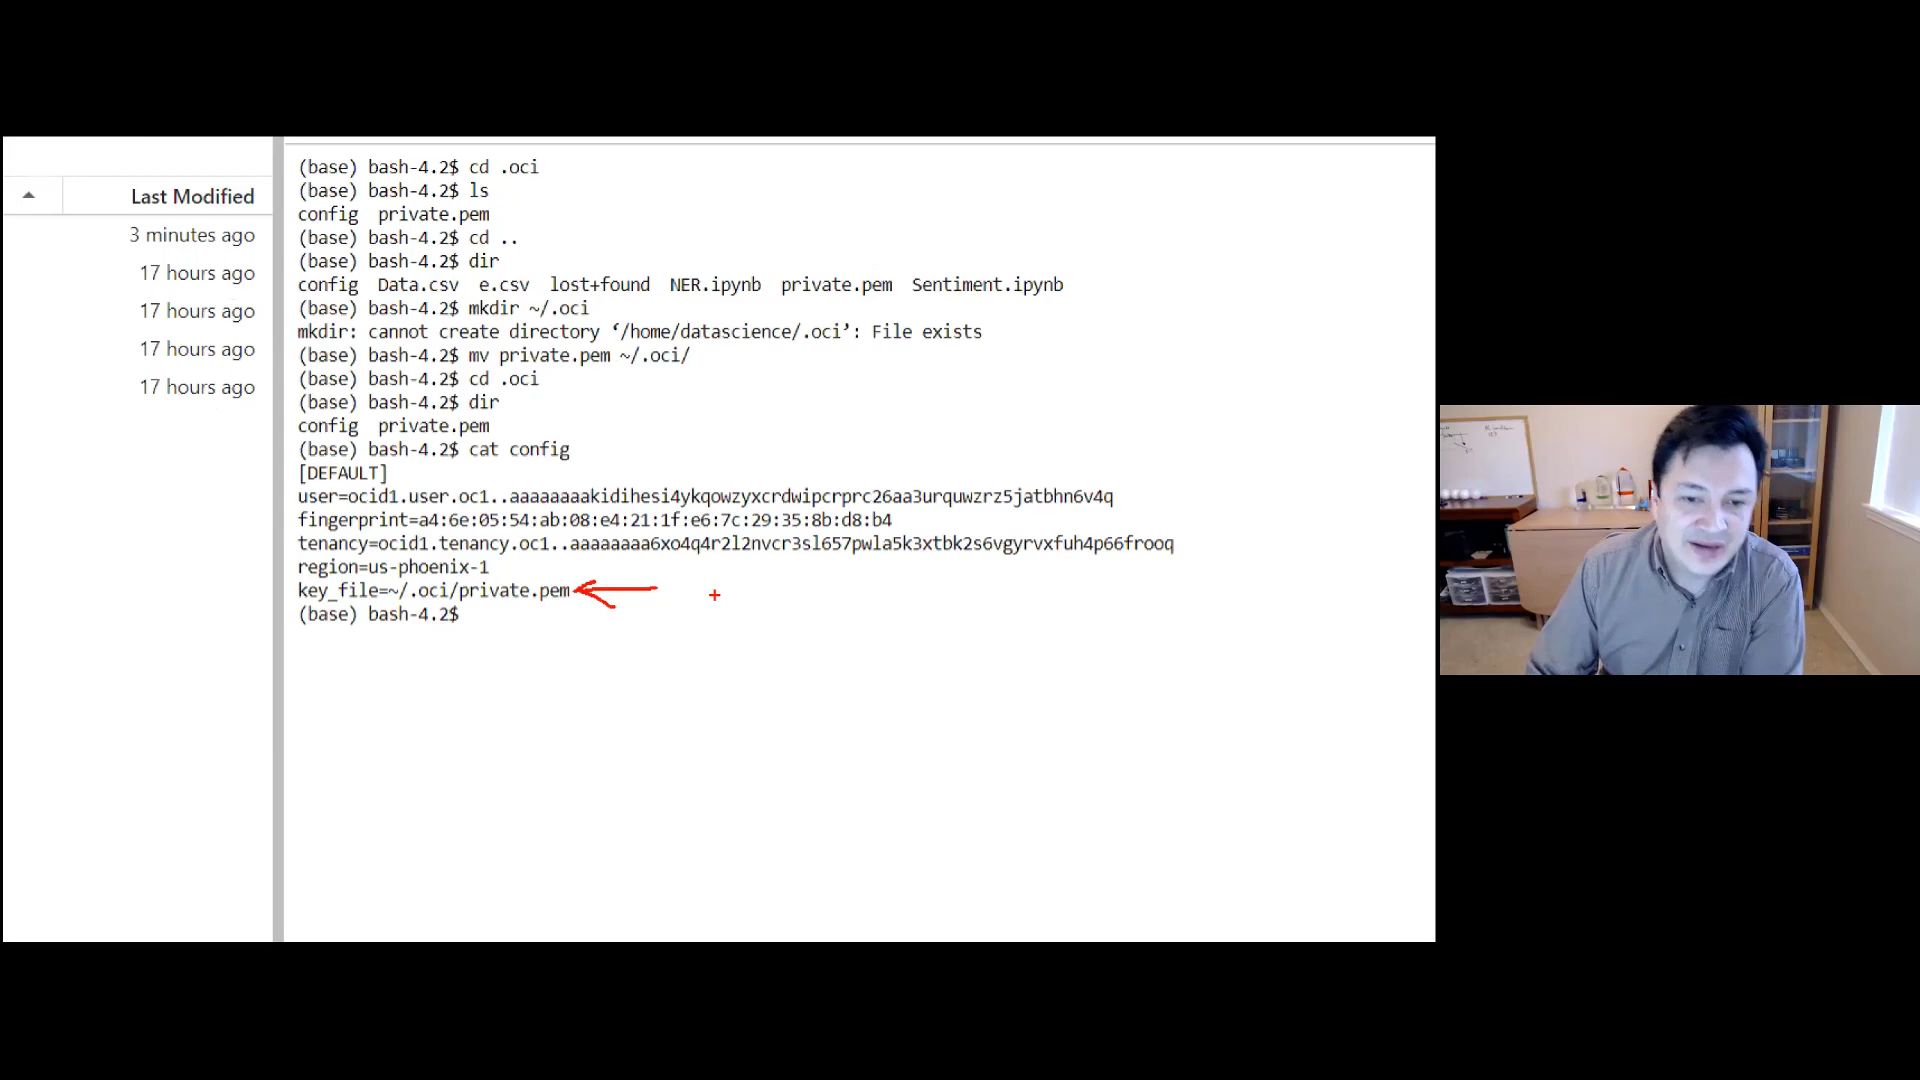 Last Modified
3 minutes ago
17 hours ago
17 hours ago
17 hours ago
17 hours ago
(base) bash-4.2$ cd .oci
(base) bash-4.2$ ls
config  private.pem
(base) bash-4.2$ cd ..
(base) bash-4.2$ dir
config  Data.csv  e.csv  lost+found  NER.ipynb  private.pem  Sentiment.ipynb
(base) bash-4.2$ mkdir ~/.oci
mkdir: cannot create directory ‘/home/datascience/.oci’: File exists
(base) bash-4.2$ mv private.pem ~/.oci/
(base) bash-4.2$ cd .oci
(base) bash-4.2$ dir
config  private.pem
(base) bash-4.2$ cat config
[DEFAULT]
user=ocid1.user.oc1..aaaaaaaakidihesi4ykqowzyxcrdwipcrprc26aa3urquwzrz5jatbhn6v4q
fingerprint=a4:6e:05:54:ab:08:e4:21:1f:e6:7c:29:35:8b:d8:b4
tenancy=ocid1.tenancy.oc1..aaaaaaaa6xo4q4r2l2nvcr3sl657pwla5k3xtbk2s6vgyrvxfuh4p66frooq
region=us-phoenix-1
key_file=~/.oci/private.pem
(base) bash-4.2$